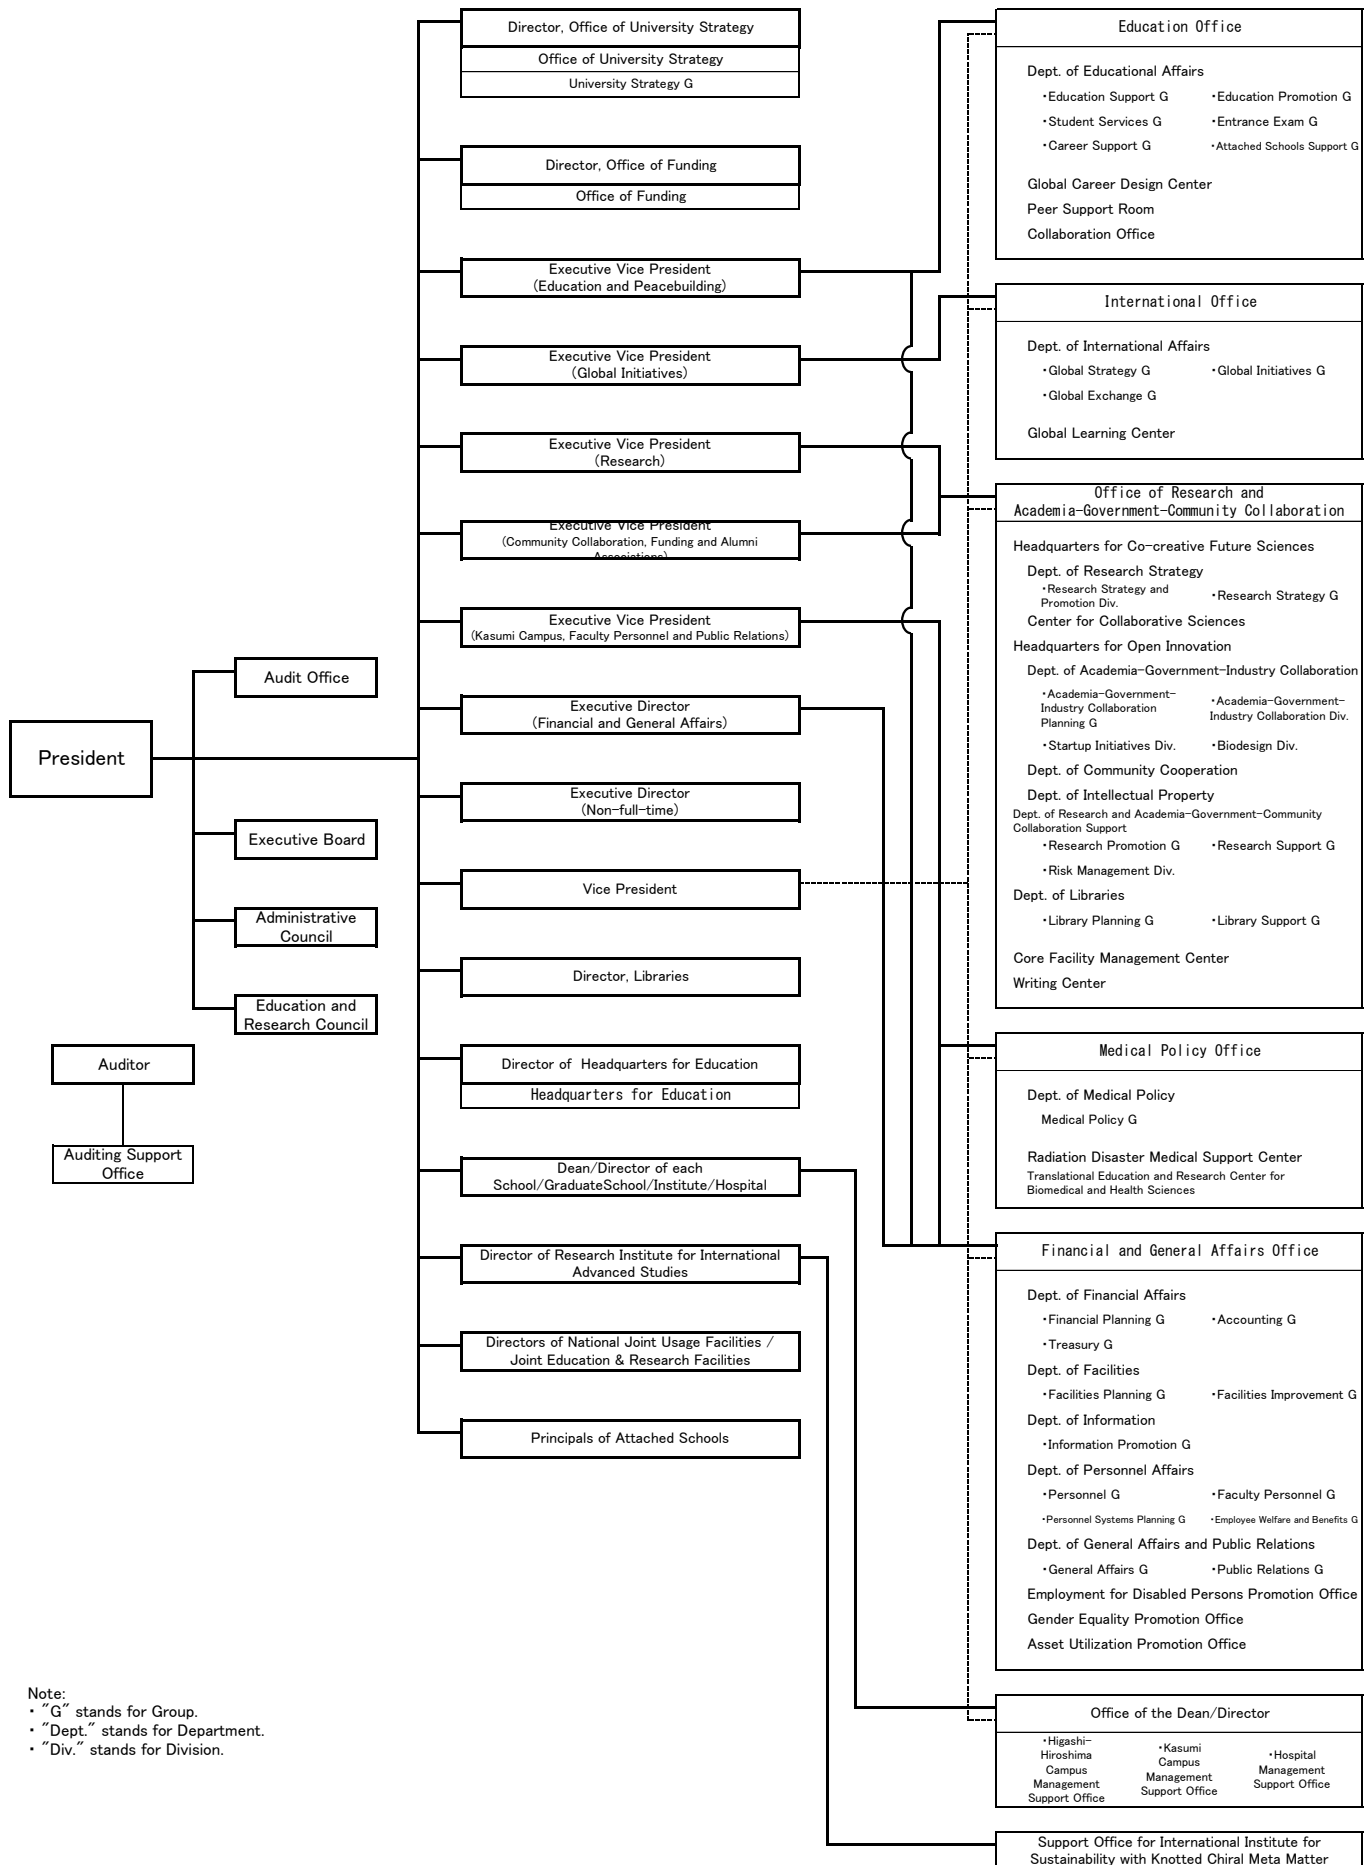 Director, Office of University Strategy
Office of University Strategy
University Strategy G
Director, Office of Funding
Office of Funding
Executive Vice President
(Education and Peacebuilding)
Executive Vice President
(Global Initiatives)
Executive Vice President
(Research)
Executive Vice President
(Community Collaboration, Funding and Alumni
Associations)
Executive Vice President
(Kasumi Campus, Faculty Personnel and Public Relations)
Audit Office
President
Executive Director
(Financial and General Affairs)
Executive Director
(Non-full-time)
Executive Board
Vice President
Administrative
Council
Director, Libraries
Education and
Research Council
Auditor
Auditing Support
Office
Director of Headquarters for Education
Headquarters for Education
Dean/Director of each
School/GraduateSchool/Institute/Hospital
Director of Research Institute for International
Advanced Studies
Directors of National Joint Usage Facilities /
Joint Education & Research Facilities
Principals of Attached Schools
Education Office
Dept. of Educational Affairs
・Education Support G ・Education Promotion G
・Student Services G ・Entrance Exam G
・Career Support G ・Attached Schools Support G
Global Career Design Center
Peer Support Room
Collaboration Office
International Office
Dept. of International Affairs
・Global Strategy G ・Global Initiatives G
・Global Exchange G
Global Learning Center
Office of Research and
Academia-Government-Community Collaboration
Headquarters for Co-creative Future Sciences
Dept. of Research Strategy
・Research Strategy and
Promotion Div.
・Research Strategy G
Center for Collaborative Sciences
Headquarters for Open Innovation
Dept. of Academia-Government-Industry Collaboration
・Academia-Government-
Industry Collaboration
Planning G
・Academia-Government-
Industry Collaboration Div.
・Startup Initiatives Div. ・Biodesign Div.
Dept. of Community Cooperation
Dept. of Intellectual Property
Dept. of Research and Academia-Government-Community
Collaboration Support
・Research Promotion G ・Research Support G
・Risk Management Div.
Dept. of Libraries
・Library Planning G ・Library Support G
Core Facility Management Center
Writing Center
Medical Policy Office
Dept. of Medical Policy
Medical Policy G
Radiation Disaster Medical Support Center
Translational Education and Research Center for
Biomedical and Health Sciences
Financial and General Affairs Office
Dept. of Financial Affairs
・Financial Planning G ・Accounting G
・Treasury G
Dept. of Facilities
・Facilities Planning G ・Facilities Improvement G
Dept. of Information
・Information Promotion G
Dept. of Personnel Affairs
・Personnel G ・Faculty Personnel G
・Personnel Systems Planning G ・Employee Welfare and Benefits G
Dept. of General Affairs and Public Relations
・General Affairs G ・Public Relations G
Employment for Disabled Persons Promotion Office
Gender Equality Promotion Office
Asset Utilization Promotion Office
Office of the Dean/Director
・Higashi-
Hiroshima
Campus
Management
Support Office
・Kasumi
Campus
Management
Support Office
・Hospital
Management
Support Office
Support Office for International Institute for
Sustainability with Knotted Chiral Meta Matter
Note:
・ "G" stands for Group.
・ "Dept." stands for Department.
・ "Div." stands for Division.